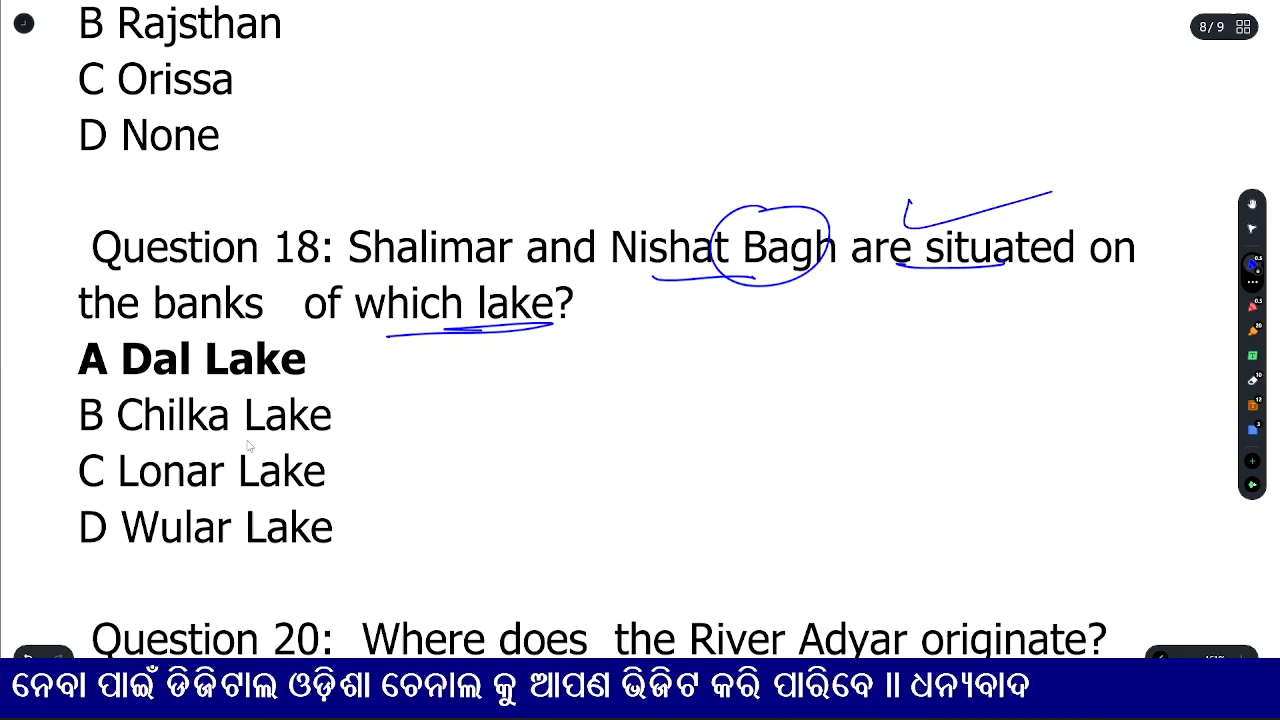 B Rajsthan
8/9
C Orissa
D None
Question 18: Shalimar and Nishat Bagh are situated on
the banks of which lake?
A Dal Lake
B Chilka Lake
C Lonar Lake
D Wular Lake
Question 20: Where does the River Adyar originate?
ନେବା ପାଇଁ ଡିଜିଟାଲ ଓଡ଼ିଶା ଚେନାଲ କୁ ଆପଣ ଭିଜିଟ କରି ପାରିବେ ॥ ଧନ୍ୟବାଦ